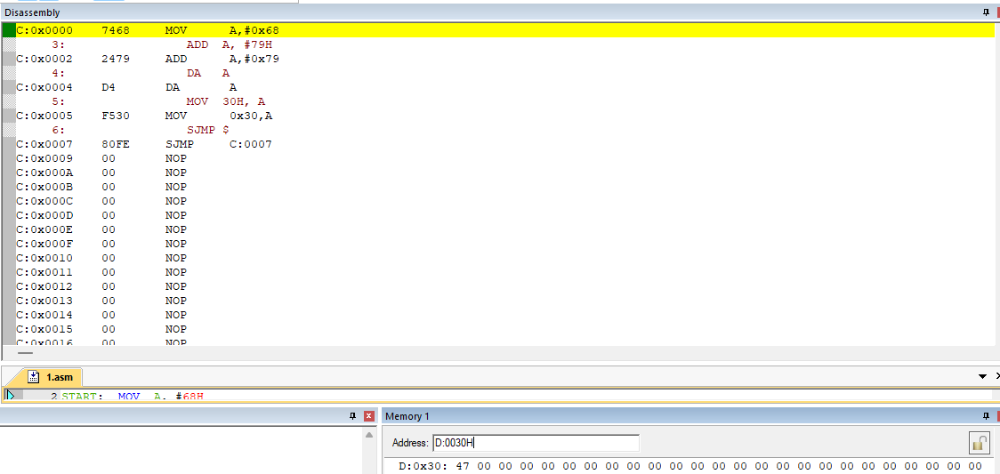 Disassembly
C:0x0000    7468    MOV    A,#0x68
3:    ADD  A, #79H
C:0x0002    2479    ADD    A,#0x79
4:    DA   A
C:0x0004    D4    DA    A
5:    MOV  30H, A
C:0x0005    F530    MOV    0x30,A
6:    SJMP $
C:0x0007    80FE    SJMP    C:0007
C:0x0009    00    NOP
C:0x000A    00    NOP
C:0x000B    00    NOP
C:0x000C    00    NOP
C:0x000D    00    NOP
C:0x000E    00    NOP
C:0x000F    00    NOP
C:0x0010    00    NOP
C:0x0011    00    NOP
C:0x0012    00    NOP
C:0x0013    00    NOP
C:0x0014    00    NOP
C:0x0015    00    NOP
C:0x0016    00    NOP
1.asm
2 START:  MOV  A, #68H
Memory 1
Address: D:0030H
D:0x30: 47 00 00 00 00 00 00 00 00 00 00 00 00 00 00 00 00 00 00 00 00 00 00 00 00